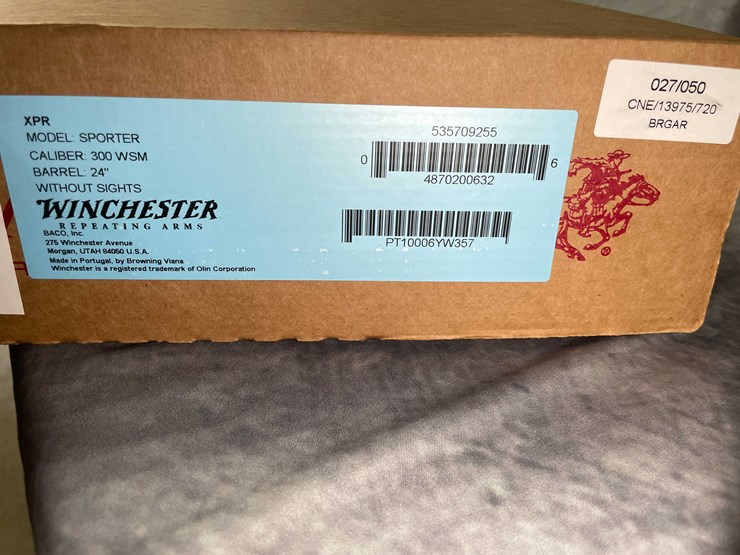 027/050
CNE/13975/720
BRGAR
XPR
MODEL: SPORTER
CALIBER: 300 WSM
BARREL: 24"
WITHOUT SIGHTS
WINCHESTER
REPEATING ARMS
BACO, Inc.
275 Winchester Avenue
Morgan, UTAH 84050 U.S.A.
Made in Portugal, by Browning Viana
Winchester is a registered trademark of Olin Corporation
535709255
0 6
4870200632
PT10006YW357